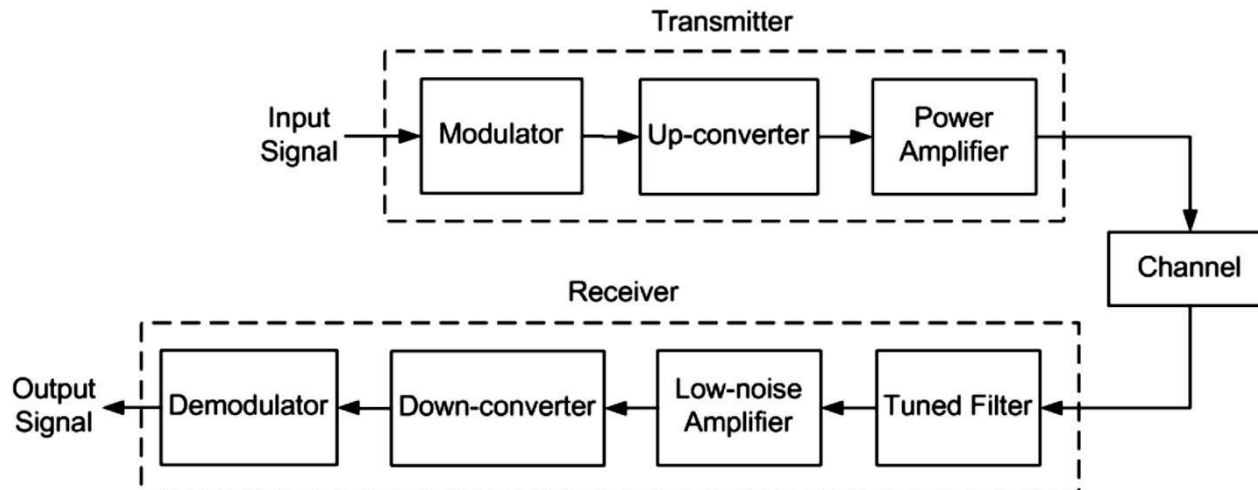 Transmitter
Input
Signal
Modulator
Up-converter
Power
Amplifier
Channel
Receiver
Output
Signal
Demodulator
Down-converter
Low-noise
Amplifier
Tuned Filter